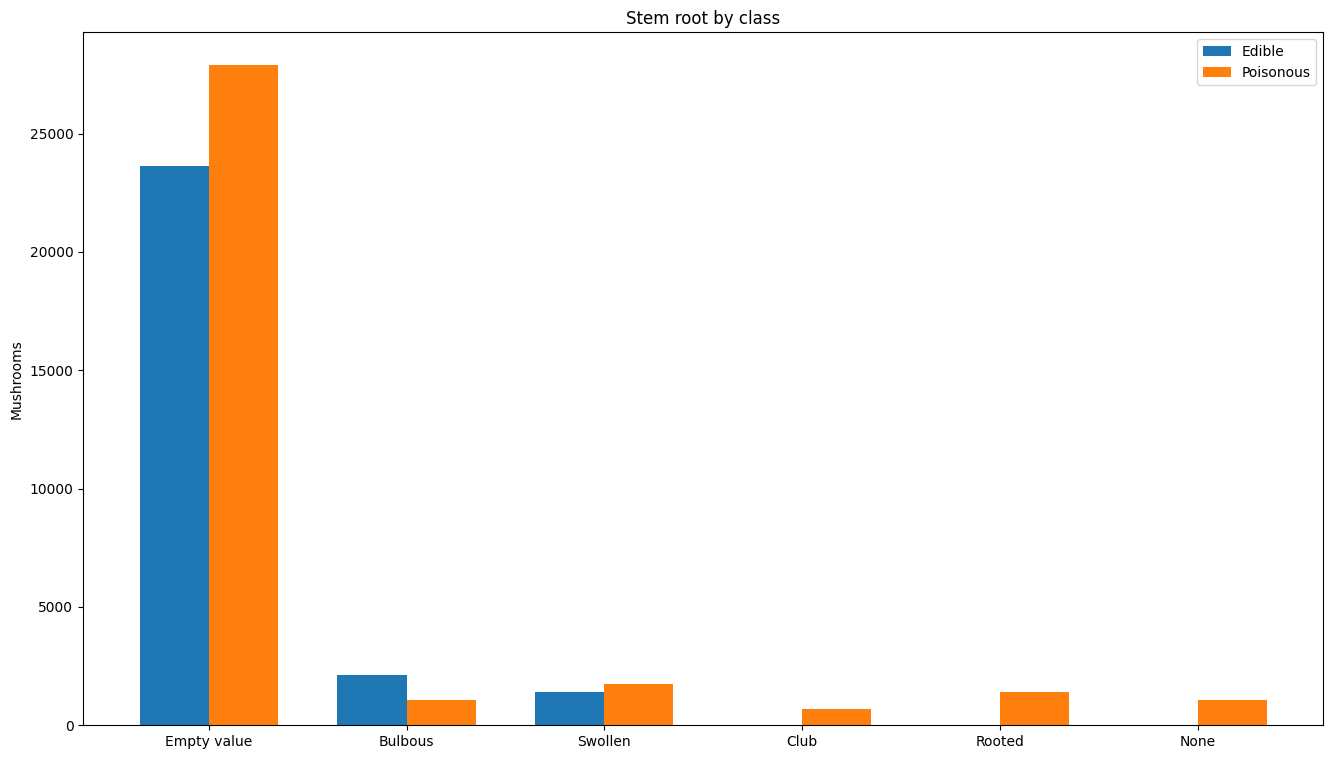 Stem root by class
Edible
Poisonous
Mushrooms
25000
20000
15000
10000
5000
0
Empty value
Bulbous
Swollen
Club
Rooted
None